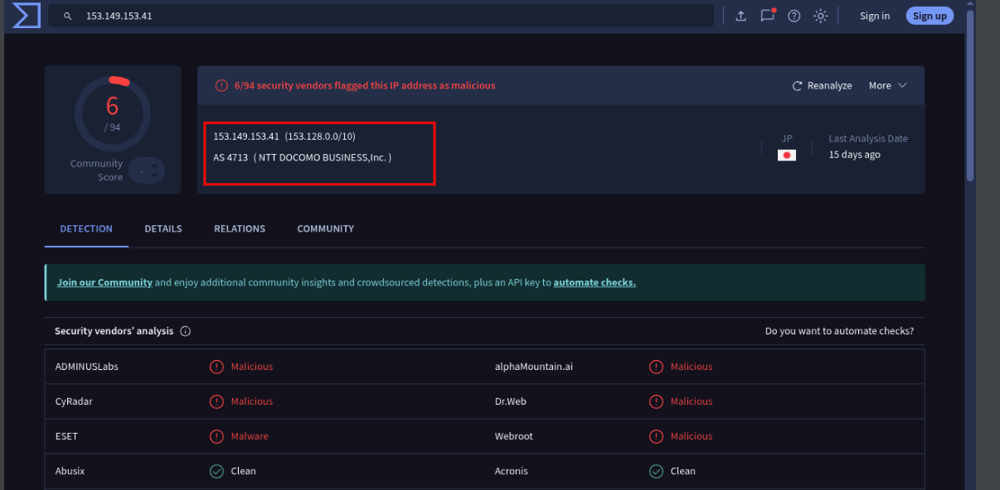 153.149.153.41
Sign in
Sign up
6/94 security vendors flagged this IP address as malicious
Reanalyze
More
6
/ 94
Community
Score
153.149.153.41 (153.128.0.0/10)
AS 4713 ( NTT DOCOMO BUSINESS,Inc. )
JP
Last Analysis Date
15 days ago
DETECTION
DETAILS
RELATIONS
COMMUNITY
Join our Community and enjoy additional community insights and crowdsourced detections, plus an API key to automate checks.
Security vendors' analysis
Do you want to automate checks?
ADMINUSLabs Malicious alphaMountain.ai Malicious
CyRadar Malicious Dr.Web Malicious
ESET Malware Webroot Malicious
Abusix Clean Acronis Clean